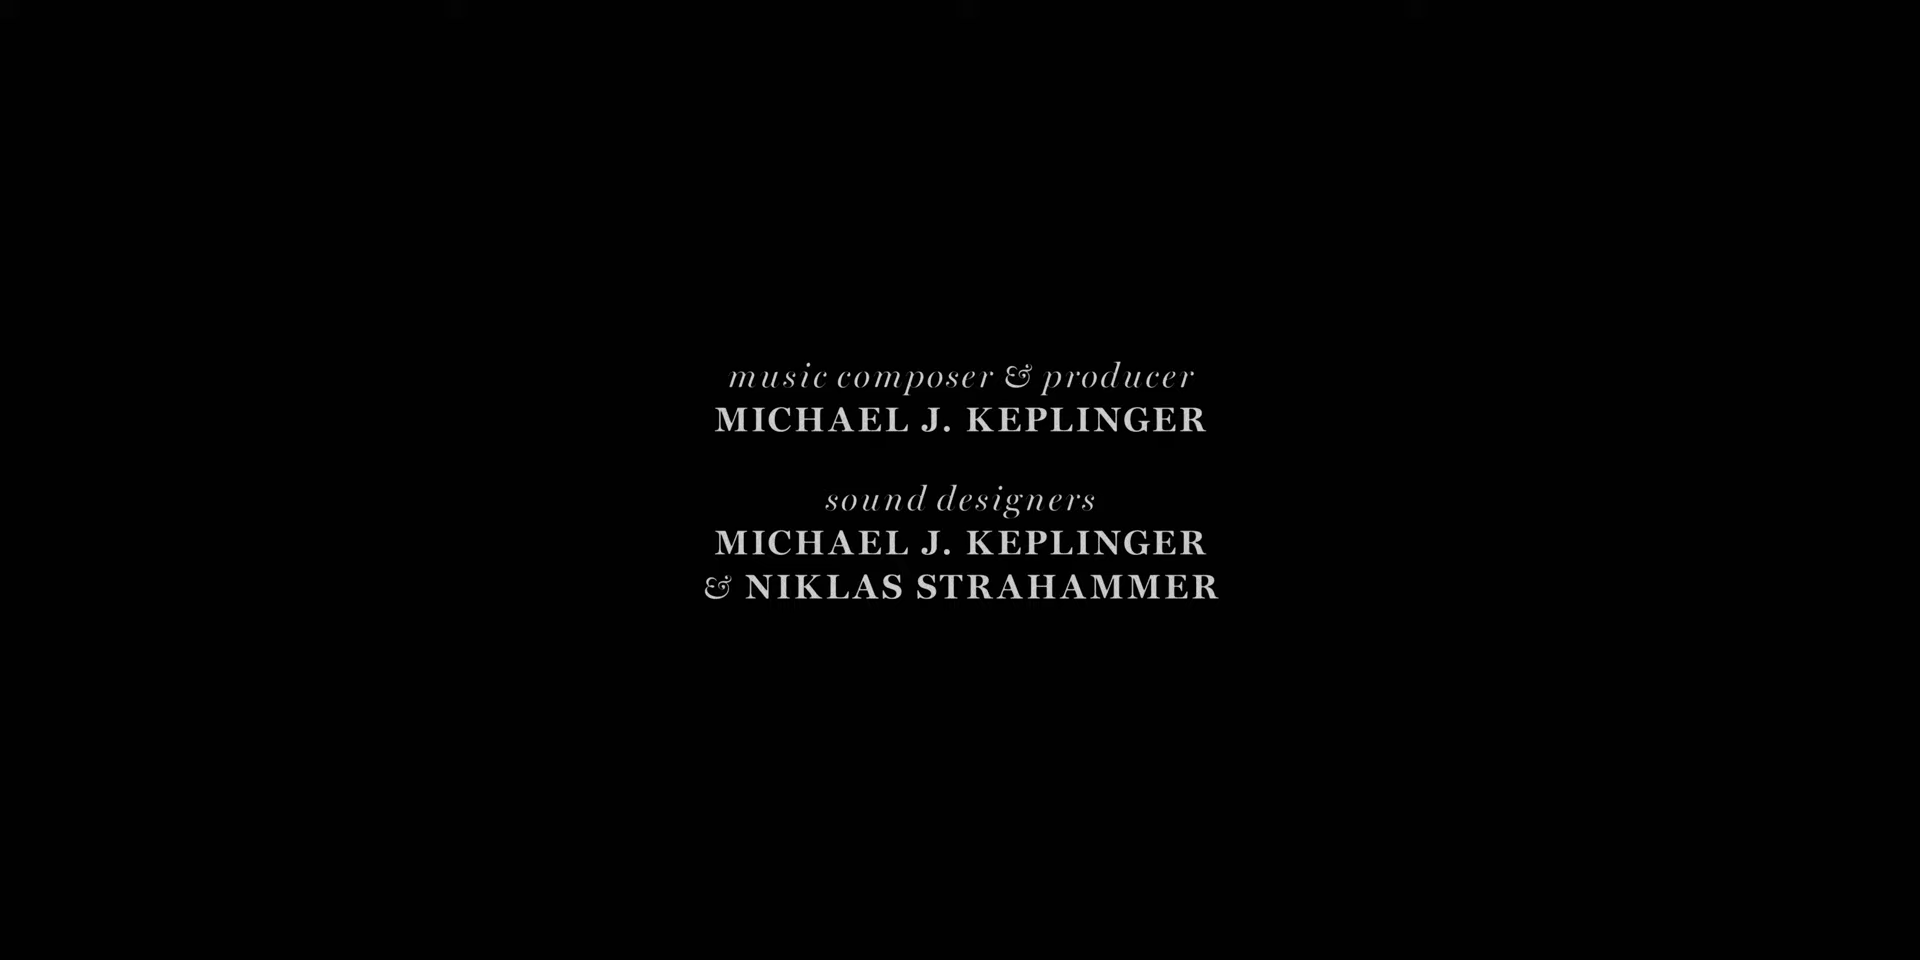 music composer & producer
MICHAEL J. KEPLINGER
sound designers
MICHAEL J. KEPLINGER
& NIKLAS STRAHAMMER